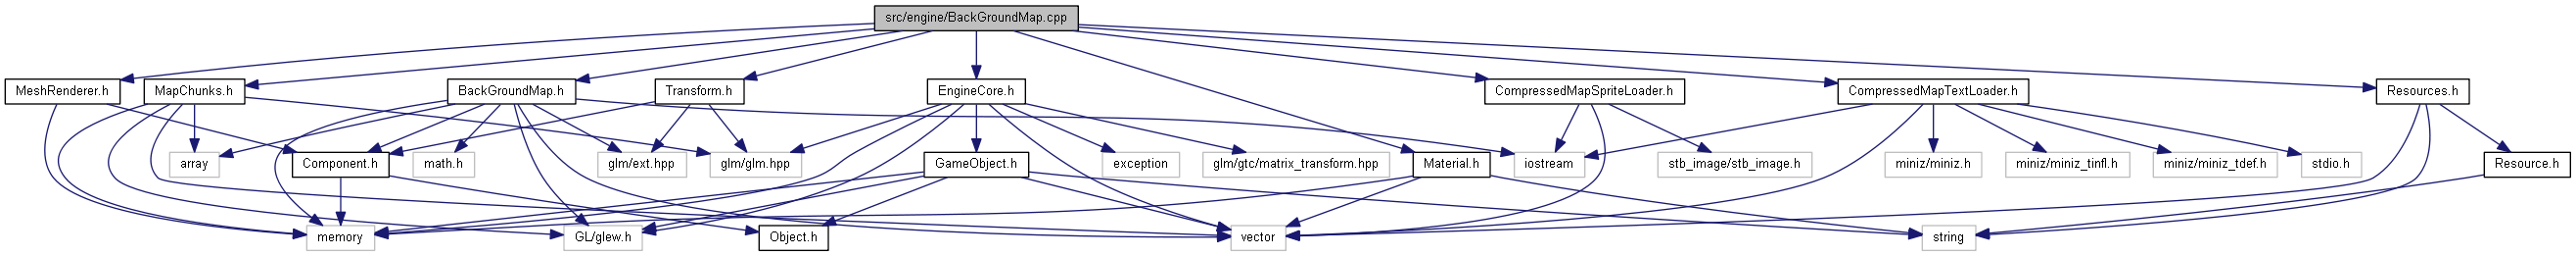 src/engine/BackGroundMap.cpp
MeshRenderer.h
MapChunks.h
BackGroundMap.h
Transform.h
EngineCore.h
CompressedMapSpriteLoader.h
CompressedMapTextLoader.h
Resources.h
array
Component.h
math.h
glm/ext.hpp
glm/glm.hpp
GameObject.h
exception
glm/gtc/matrix_transform.hpp
Material.h
iostream
stb_image/stb_image.h
miniz/miniz.h
miniz/miniz_tinfl.h
miniz/miniz_tdef.h
stdio.h
Resource.h
memory
GL/glew.h
Object.h
vector
string